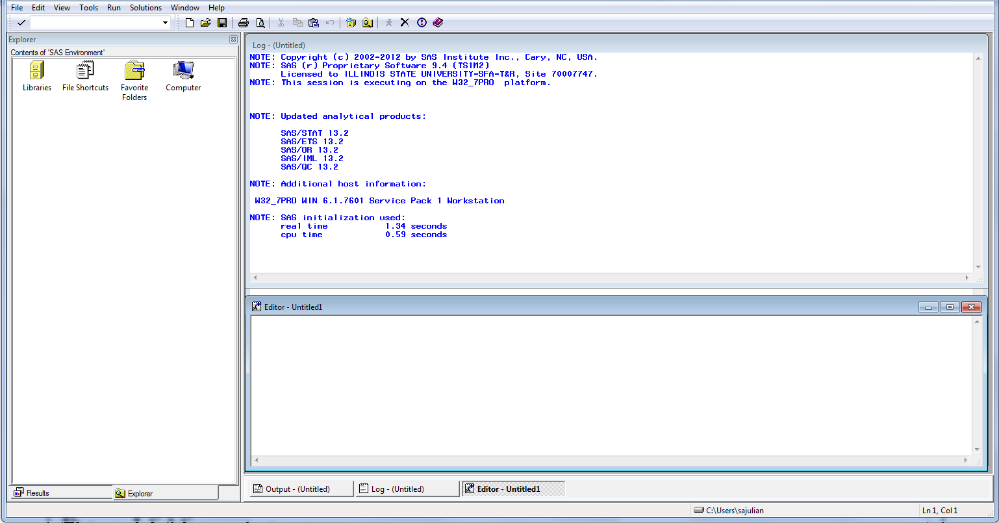 File Edit View Tools Run Solutions Window Help
Explorer
Contents of 'SAS Environment'
Libraries File Shortcuts Favorite Folders Computer
Log - (Untitled)
NOTE: Copyright (c) 2002-2012 by SAS Institute Inc., Cary, NC, USA.
NOTE: SAS (r) Proprietary Software 9.4 (TS1M2)
Licensed to ILLINOIS STATE UNIVERSITY-SFA-T&R, Site 70007747.
NOTE: This session is executing on the W32_7PRO  platform.
NOTE: Updated analytical products:
SAS/STAT 13.2
SAS/ETS 13.2
SAS/OR 13.2
SAS/IML 13.2
SAS/QC 13.2
NOTE: Additional host information:
W32_7PRO WIN 6.1.7601 Service Pack 1 Workstation
NOTE: SAS initialization used:
real time 1.34 seconds
cpu time 0.59 seconds
Editor - Untitled1
Results Explorer
Output - (Untitled) Log - (Untitled) Editor - Untitled1
C:\Users\sajulian Ln 1, Col 1